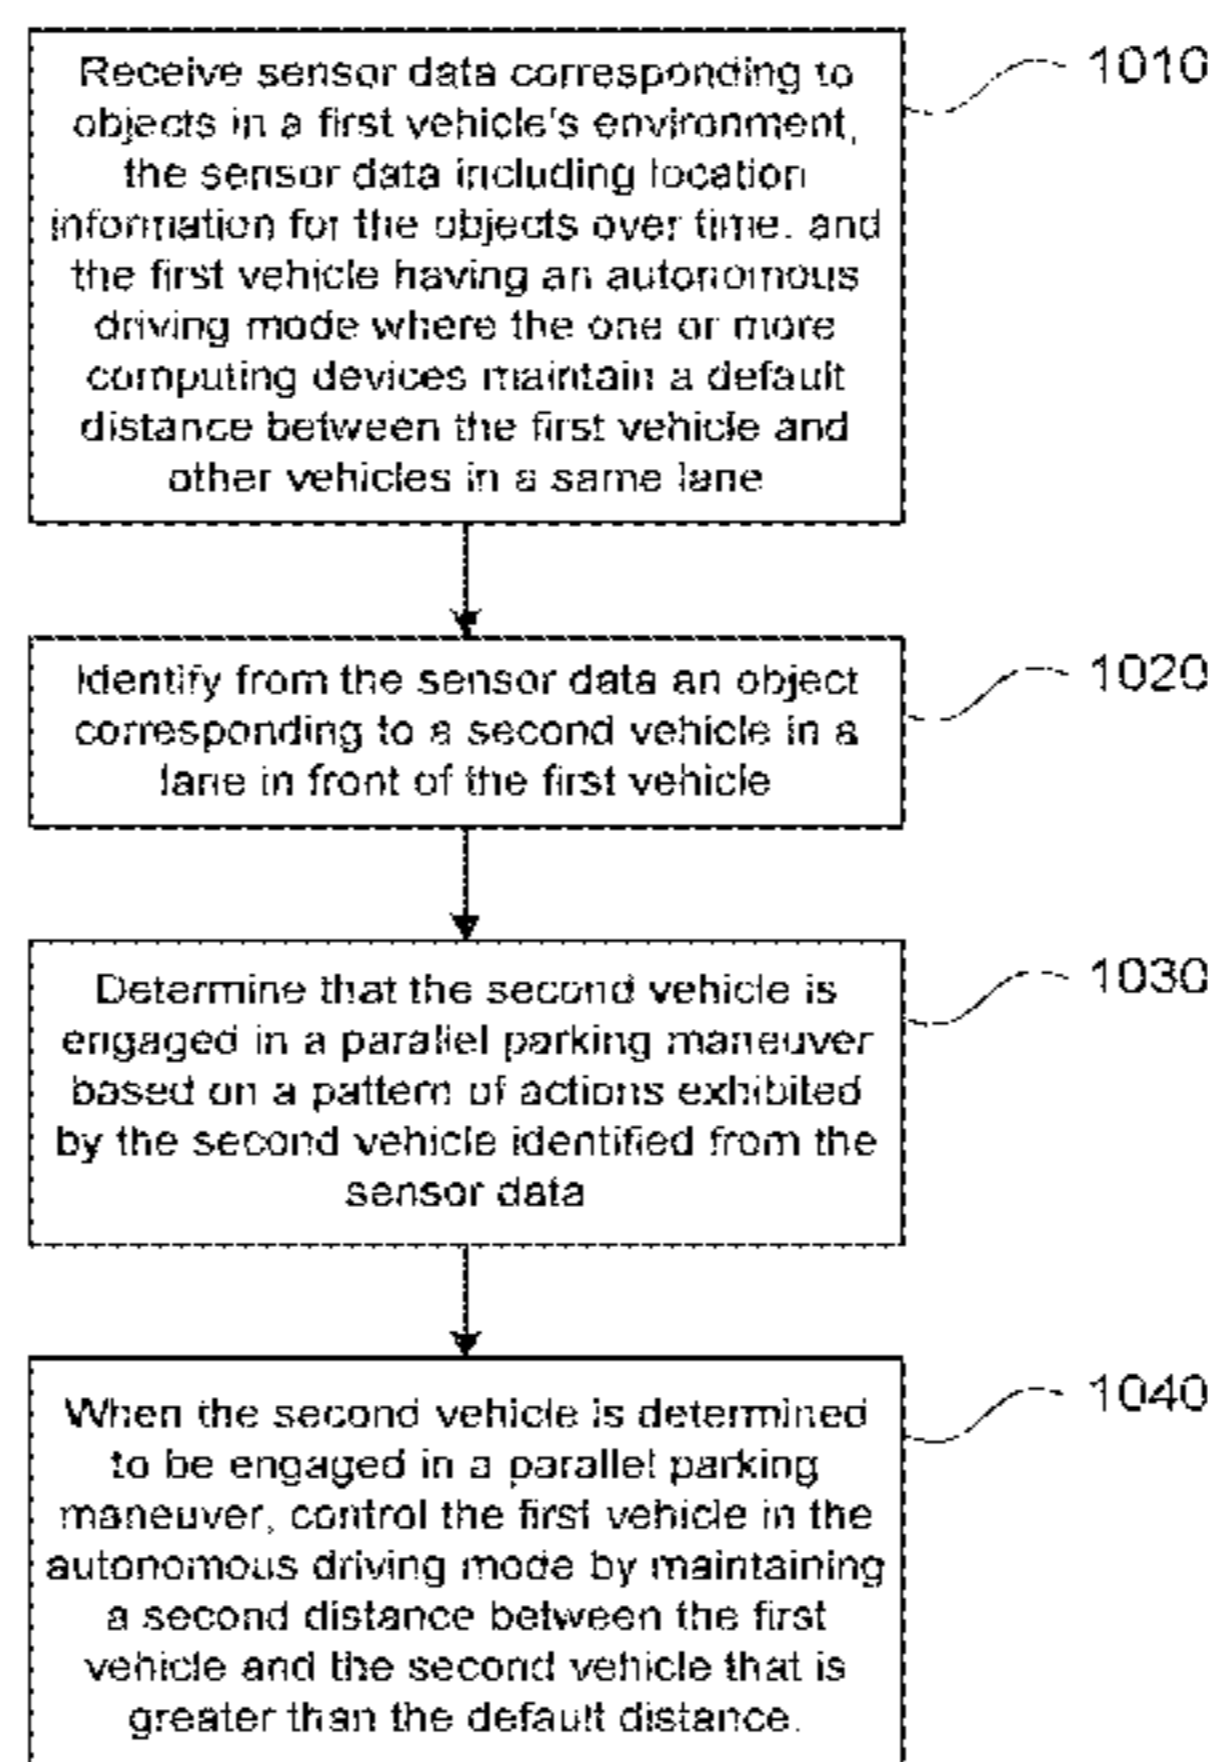 Receive sensor data corresponding to
objects in a first vehicle's environment,
the sensor data including location
information for the objects over time. and
the first vehicle having an autonomous
driving mode where the one or more
computing devices maintain a default
distance between the first vehicle and
other vehicles in a same lane
1010
Identify from the sensor data an object
corresponding to a second vehicle in a
lane in front of the first vehicle
1020
Determine that the second vehicle is
engaged in a parallel parking maneuver
based on a pattern of actions exhibited
by the second vehicle identified from the
sensor data
1030
When the second vehicle is determined
to be engaged in a parallel parking
maneuver, control the first vehicle in the
autonomous driving mode by maintaining
a second distance between the first
vehicle and the second vehicle that is
greater than the default distance.
1040